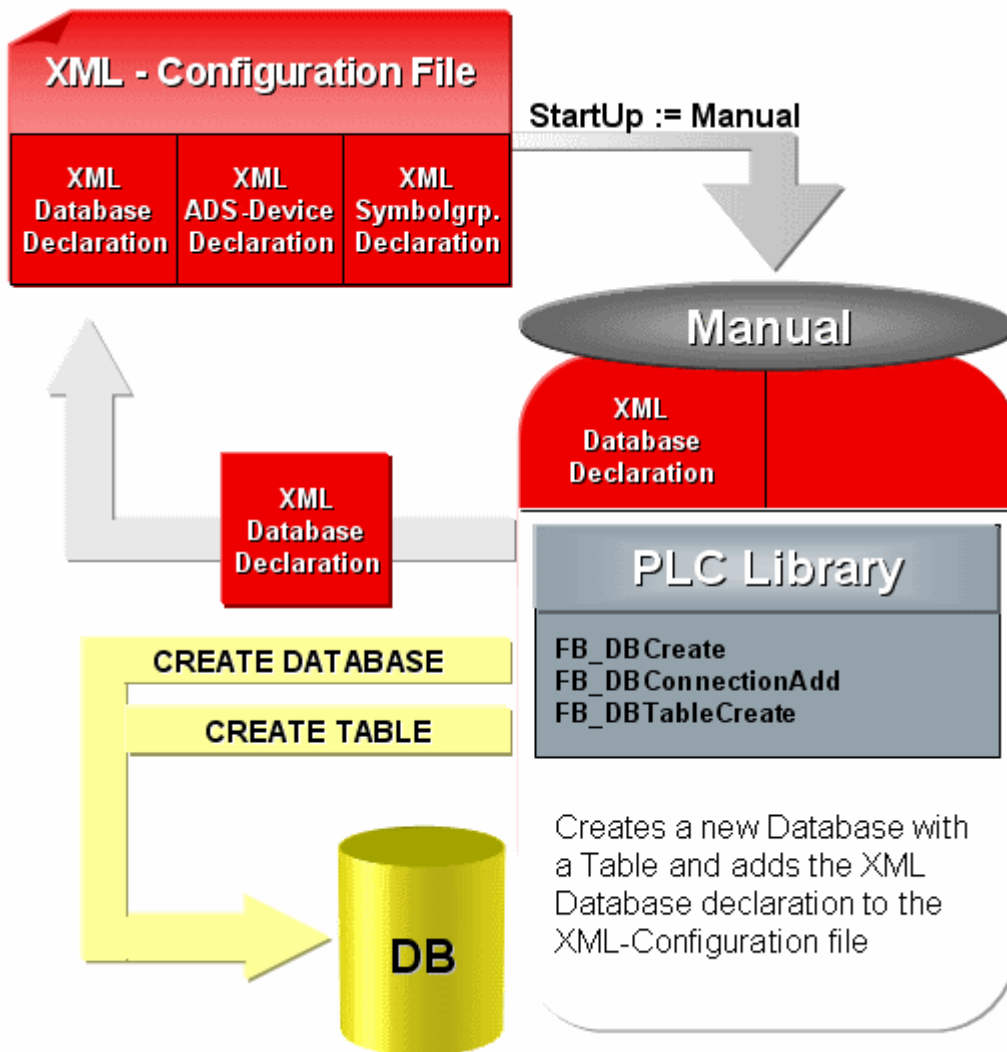 XML - Configuration File
StartUp := Manual
XML
Database
Declaration
XML
ADS-Device
Declaration
XML
Symbolgrp.
Declaration
Manual
XML
Database
Declaration
XML
Database
Declaration
PLC Library
FB_DBCreate
FB_DBConnectionAdd
FB_DBTableCreate
CREATE DATABASE
CREATE TABLE
DB
Creates a new Database with
a Table and adds the XML
Database declaration to the
XML-Configuration file